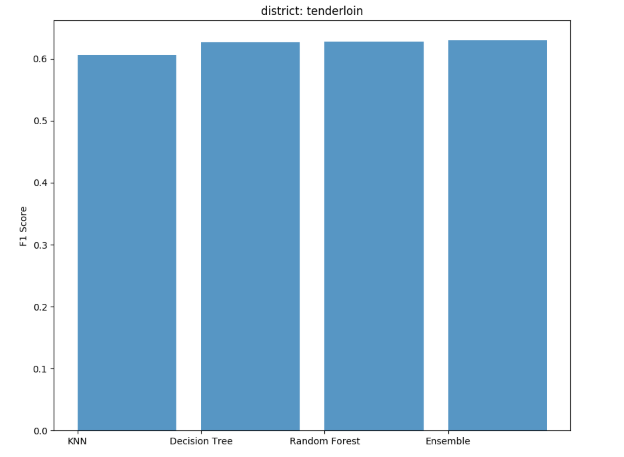 district: tenderloin
F1 Score
0.6
0.5
0.4
0.3
0.2
0.1
0.0
KNN Decision Tree Random Forest Ensemble